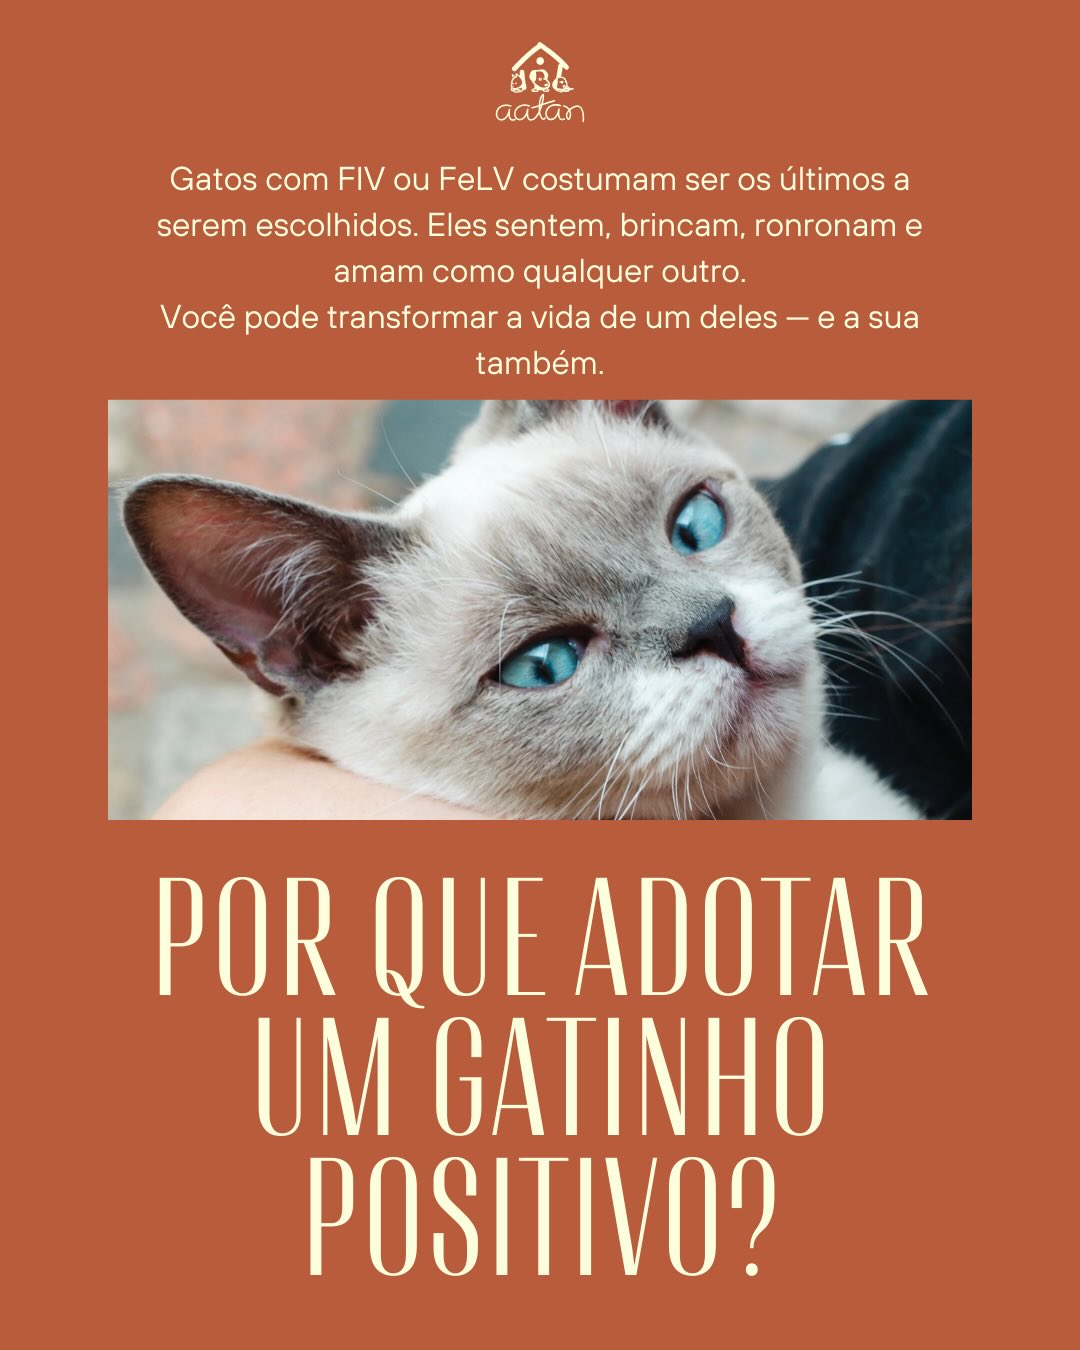 aatan
Gatos com FIV ou FeLV costumam ser os últimos a
serem escolhidos. Eles sentem, brincam, ronronam e
amam como qualquer outro.
Você pode transformar a vida de um deles — e a sua
também.
POR QUE ADOTAR
UM GATINHO
POSITIVO?